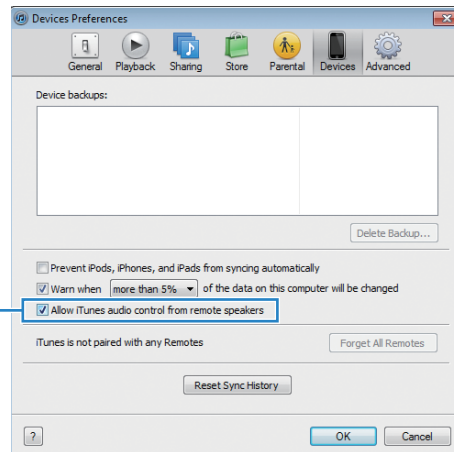 Devices Preferences
General Playback Sharing Store Parental Devices Advanced
Device backups:
Delete Backup...
Prevent iPods, iPhones, and iPads from syncing automatically
Warn when more than 5% of the data on this computer will be changed
Allow iTunes audio control from remote speakers
iTunes is not paired with any Remotes Forget All Remotes
Reset Sync History
? OK Cancel